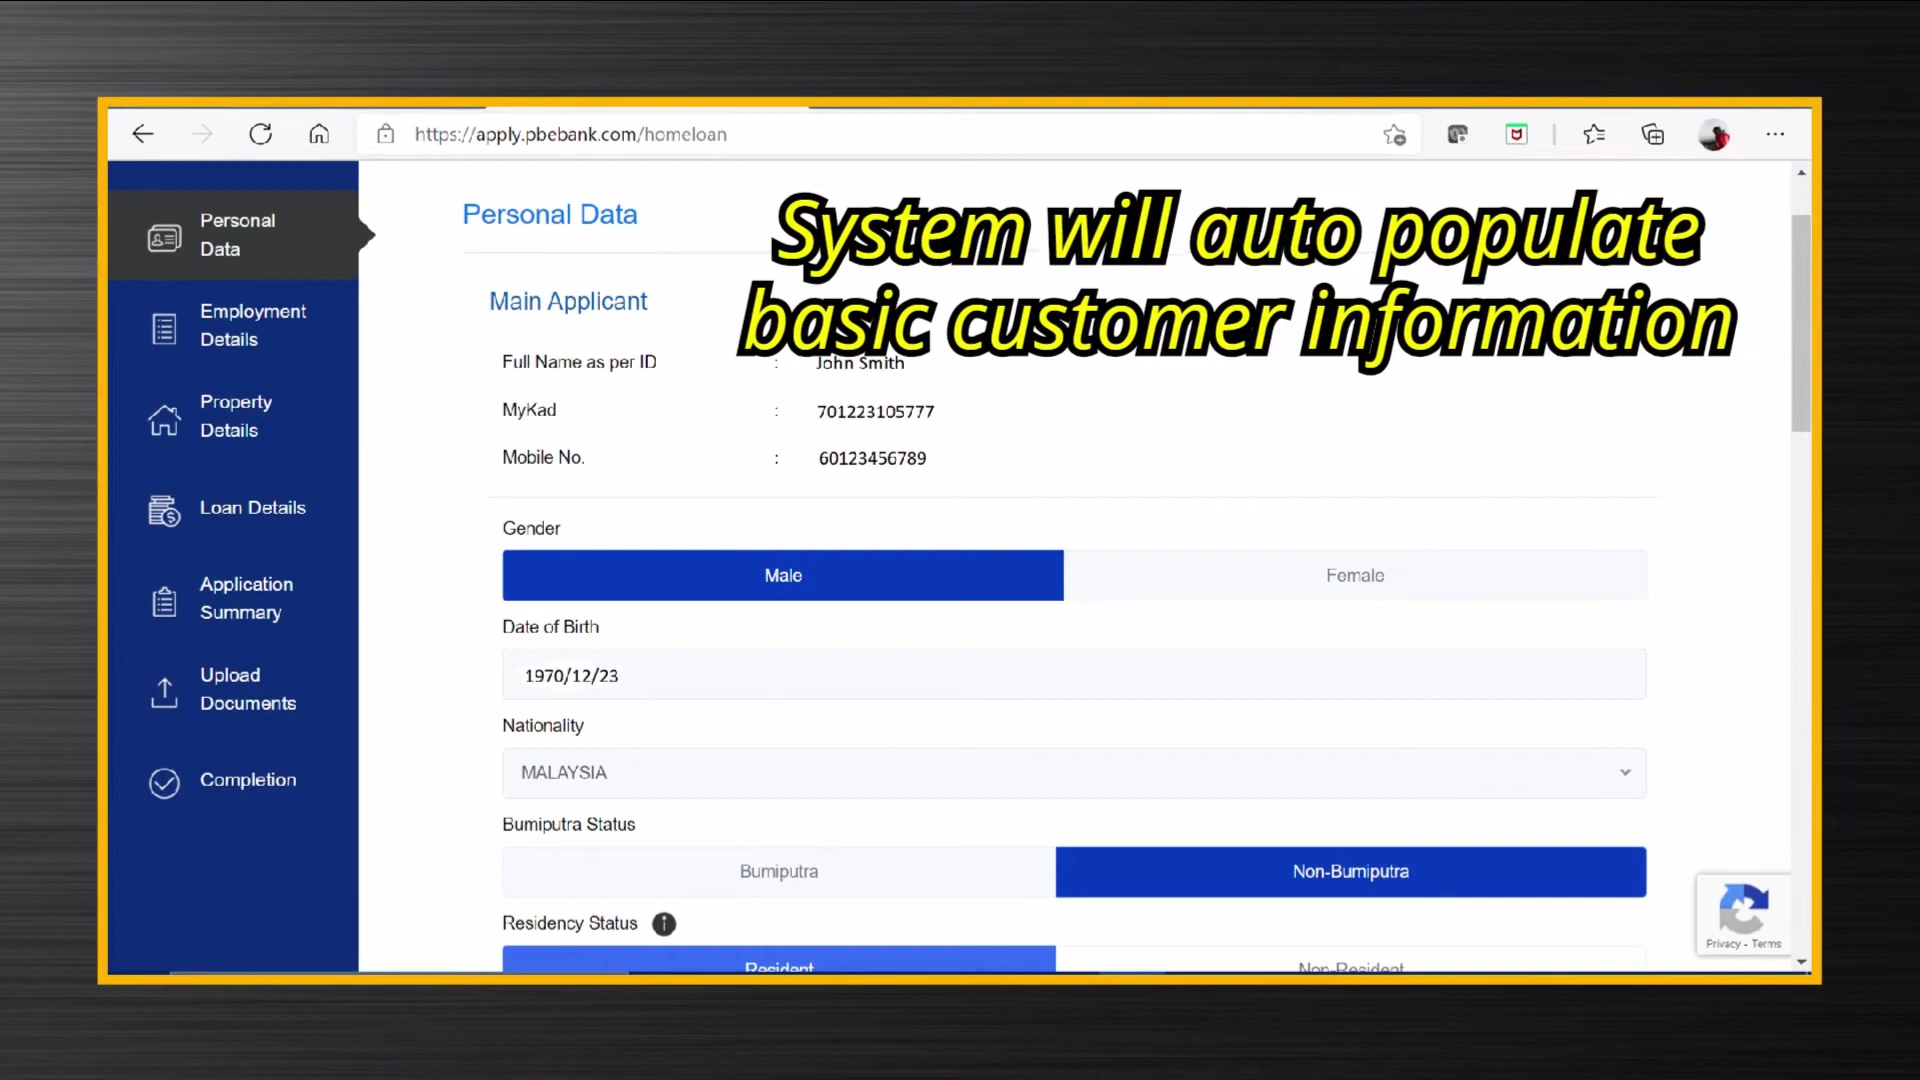 https://apply.pbebank.com/homeloan
Personal
Data
Employment
Details
Property
Details
Loan Details
Application
Summary
Upload
Documents
Completion
Personal Data
System will auto populate
basic customer information
Main Applicant
Full Name as per ID : John Smith
MyKad : 701223105777
Mobile No. : 60123456789
Gender
Male Female
Date of Birth
1970/12/23
Nationality
MALAYSIA
Bumiputra Status
Bumiputra Non-Bumiputra
Residency Status
Resident Non-Resident
Privacy - Terms